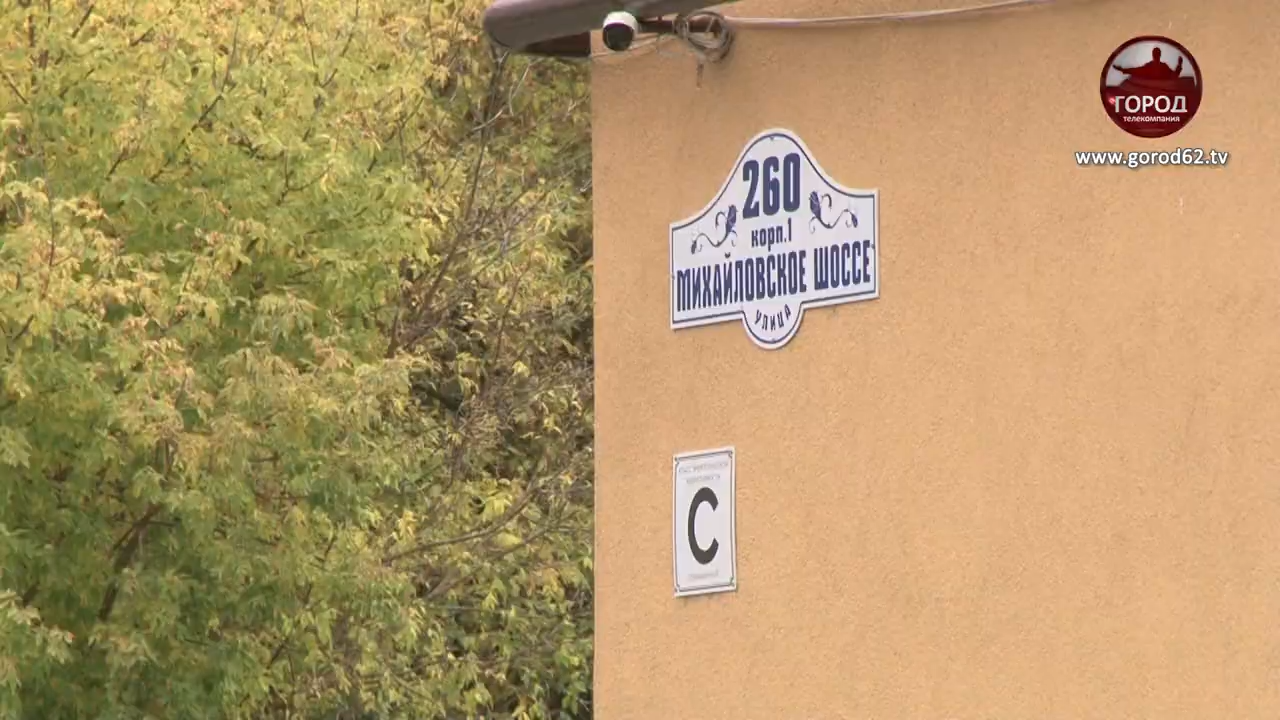 ГОРОД
телекомпания
www.gorod62.tv
260
корп.1
МИХАЙЛОВСКОЕ ШОССЕ
УЛИЦА
С